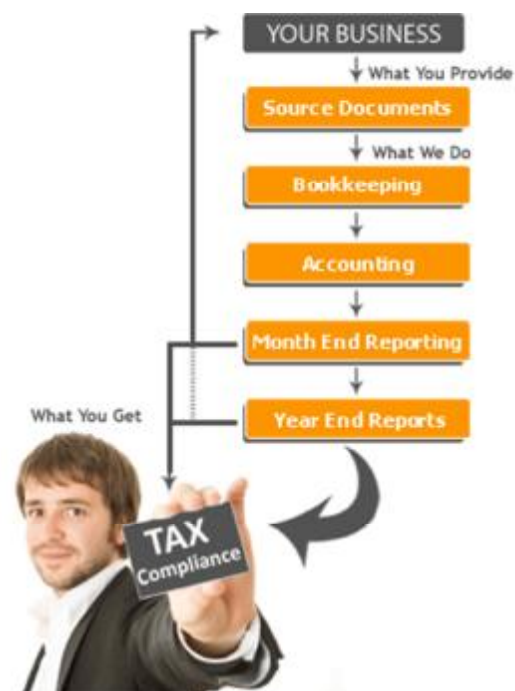 YOUR BUSINESS
What You Provide
Source Documents
What We Do
Bookkeeping
Accounting
Month End Reporting
Year End Reports
What You Get
TAX
Compliance